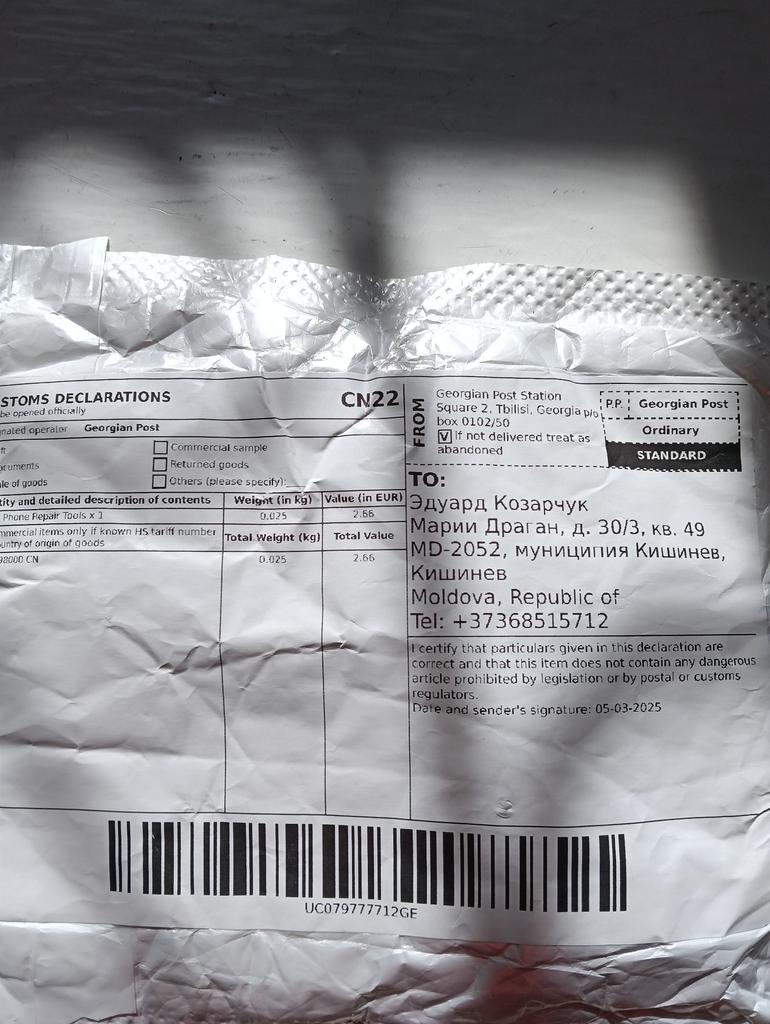 STOMS DECLARATIONS
CN22
be opened officially
nated operator Georgian Post
ft
Commercial sample
cuments
Returned goods
le of goods
Others (please specify):
tity and detailed description of contents Weight (in kg) Value (in EUR)
Phone Repair Tools x 1 0.025 2.66
mmercial items only if known HS tariff number
untry of origin of goods
Total Weight (kg) Total Value
98000 CN 0.025 2.66
FROM
Georgian Post Station
Square 2, Tbilisi, Georgia p/o
box 0102/50
V If not delivered treat as
abandoned
P.P. Georgian Post
Ordinary
STANDARD
TO:
Эдуард Козарчук
Марии Драган, д. 30/3, кв. 49
MD-2052, муниципия Кишинев,
Кишинев
Moldova, Republic of
Tel: +37368515712
I certify that particulars given in this declaration are
correct and that this item does not contain any dangerous
article prohibited by legislation or by postal or customs
regulators.
Date and sender's signature: 05-03-2025
UC079777712GE